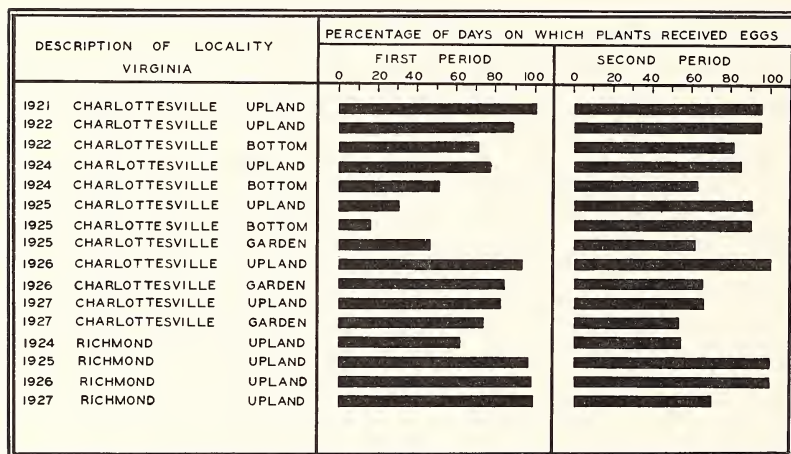 PERCENTAGE OF DAYS ON WHICH PLANTS RECEIVED EGGS
DESCRIPTION OF LOCALITY
VIRGINIA
FIRST PERIOD SECOND PERIOD
0 20 40 60 80 100 0 20 40 60 80 100
1921 CHARLOTTESVILLE UPLAND
1922 CHARLOTTESVILLE UPLAND
1922 CHARLOTTESVILLE BOTTOM
1924 CHARLOTTESVILLE UPLAND
1924 CHARLOTTESVILLE BOTTOM
1925 CHARLOTTESVILLE UPLAND
1925 CHARLOTTESVILLE BOTTOM
1925 CHARLOTTESVILLE GARDEN
1926 CHARLOTTESVILLE UPLAND
1926 CHARLOTTESVILLE GARDEN
1927 CHARLOTTESVILLE UPLAND
1927 CHARLOTTESVILLE GARDEN
1924 RICHMOND UPLAND
1925 RICHMOND UPLAND
1926 RICHMOND UPLAND
1927 RICHMOND UPLAND